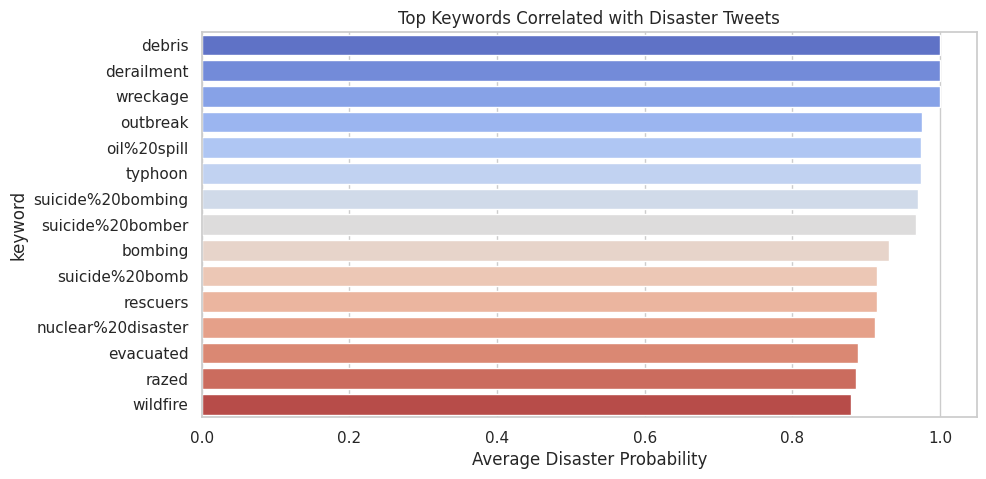 Top Keywords Correlated with Disaster Tweets
keyword
debris
derailment
wreckage
outbreak
oil%20spill
typhoon
suicide%20bombing
suicide%20bomber
bombing
suicide%20bomb
rescuers
nuclear%20disaster
evacuated
razed
wildfire
0.0 0.2 0.4 0.6 0.8 1.0
Average Disaster Probability